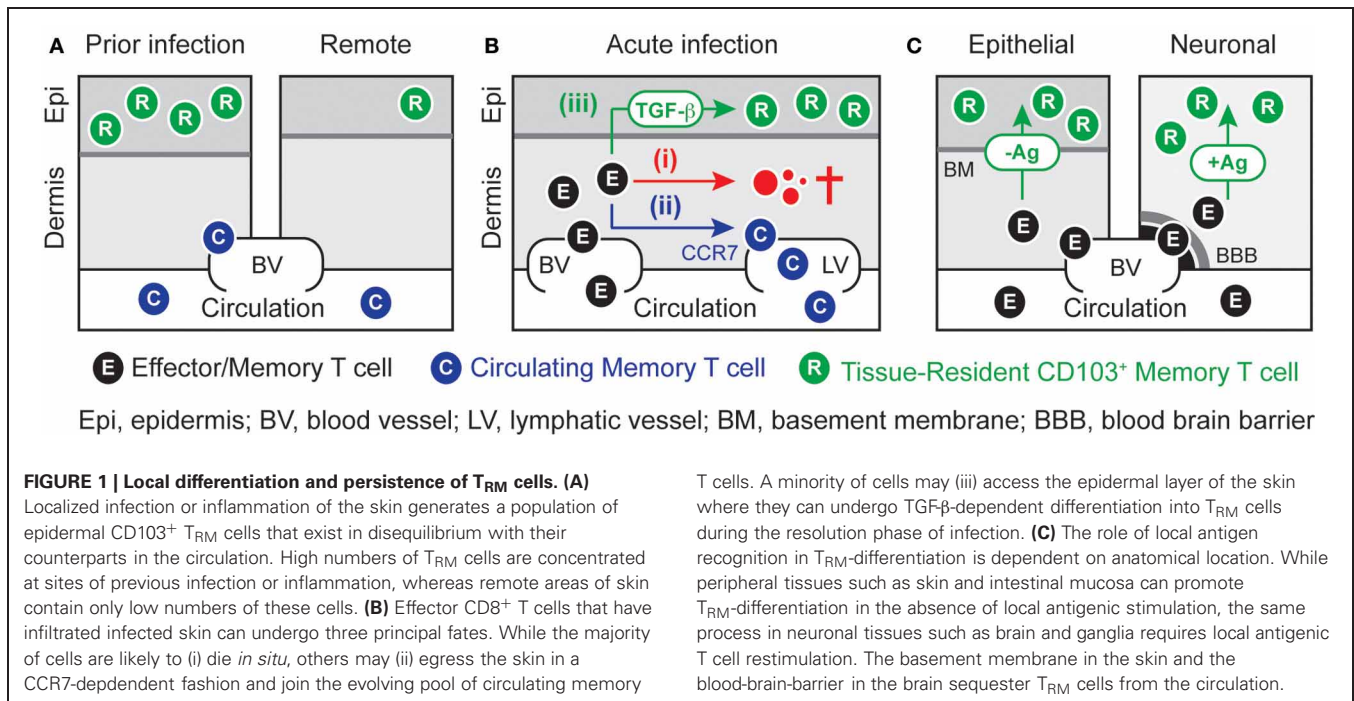 A Prior infection Remote B Acute infection C Epithelial Neuronal
Epi
R R R R R
R
(iii) TGF-β R R R
R R R
R R R
Dermis
E E (i)
(ii)
E
CCR7
C
BV
C Circulation C
BV
E Circulation
C
C LV
C
BM
-Ag
E
E
+Ag
E
E
BV
BBB
E Circulation E
E Effector/Memory T cell C Circulating Memory T cell R Tissue-Resident CD103+ Memory T cell
Epi, epidermis; BV, blood vessel; LV, lymphatic vessel; BM, basement membrane; BBB, blood brain barrier
FIGURE 1 | Local differentiation and persistence of TRM cells. (A)
Localized infection or inflammation of the skin generates a population of
epidermal CD103+ TRM cells that exist in disequilibrium with their
counterparts in the circulation. High numbers of TRM cells are concentrated
at sites of previous infection or inflammation, whereas remote areas of skin
contain only low numbers of these cells. (B) Effector CD8+ T cells that have
infiltrated infected skin can undergo three principal fates. While the majority
of cells are likely to (i) die in situ, others may (ii) egress the skin in a
CCR7-depdendent fashion and join the evolving pool of circulating memory
T cells. A minority of cells may (iii) access the epidermal layer of the skin
where they can undergo TGF-β-dependent differentiation into TRM cells
during the resolution phase of infection. (C) The role of local antigen
recognition in TRM-differentiation is dependent on anatomical location. While
peripheral tissues such as skin and intestinal mucosa can promote
TRM-differentiation in the absence of local antigenic stimulation, the same
process in neuronal tissues such as brain and ganglia requires local antigenic
T cell restimulation. The basement membrane in the skin and the
blood-brain-barrier in the brain sequester TRM cells from the circulation.